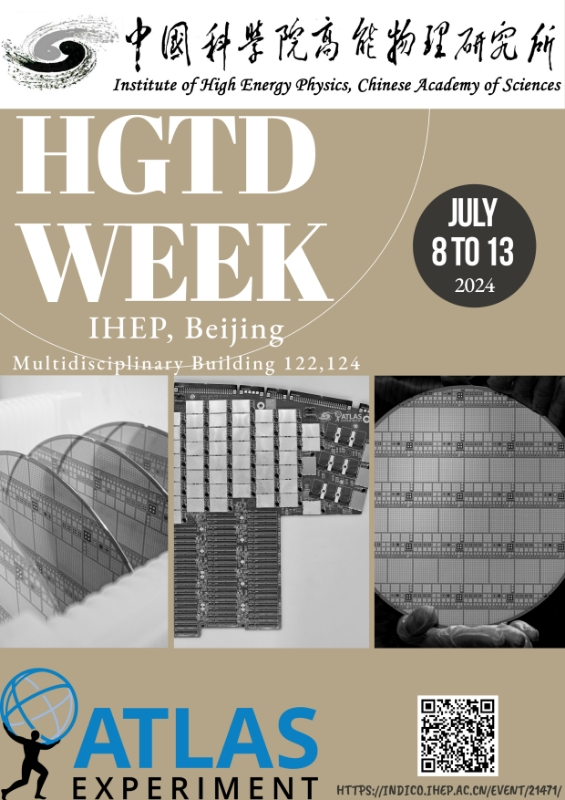 中國科學院高能物理研究所
Institute of High Energy Physics, Chinese Academy of Sciences
HGTD
WEEK
JULY
8 TO 13
2024
IHEP, Beijing
Multidisciplinary Building 122,124
ATLAS
ATLAS
EXPERIMENT
HTTPS://INDICO.IHEP.AC.CN/EVENT/21471/